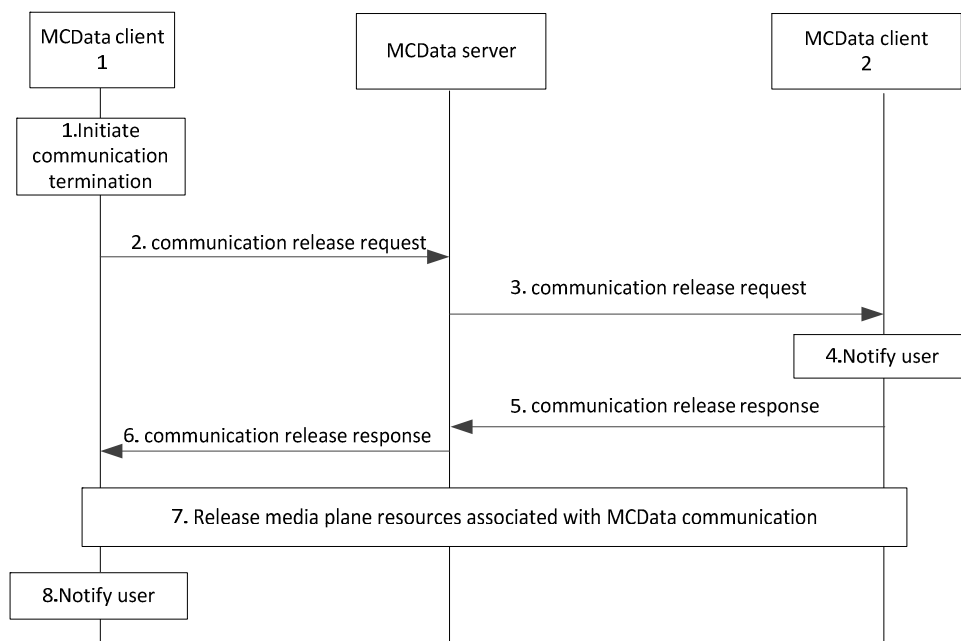 MCData client
1
MCData server
MCData client
2
1.Initiate
communication
termination
2. communication release request
3. communication release request
4.Notify user
5. communication release response
6. communication release response
7. Release media plane resources associated with MCData communication
8.Notify user